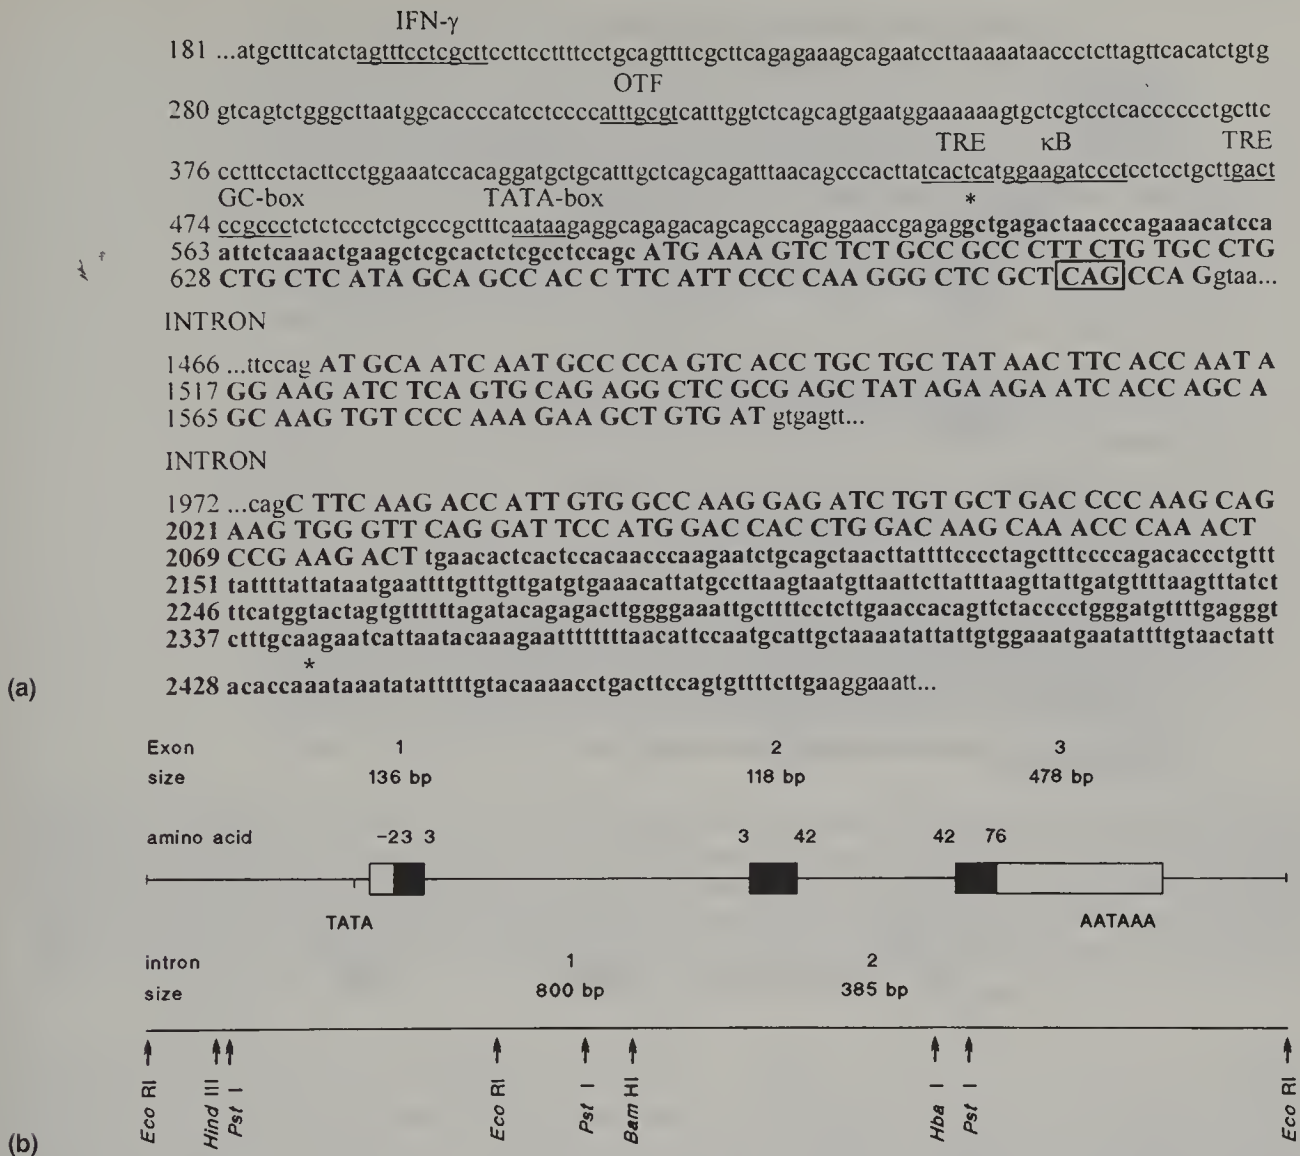 IFN-γ
181 ...atgctttcatctagtttcctcgcttccttccttttcctgcagttttcgcttcagagaaagcagaatccttaaaaataaccctcttagttcacatctgtg
OTF
280 gtcagtctgggcttaatggcaccccatcctccccatttgcgtcatttggtctcagcagtgaatggaaaaaagtgctcgtcctcacccccctgcttc
TRE κB TRE
376 cctttcctacttcctggaaatccacaggatgctgcatttgctcagcagatttaacagcccacttatcactcatggaagatccctcctcctgcttgact
GC-box TATA-box *
474 ccgccctctctccctctgcccgctttcaataagaggcagagacagcagccagaggaaccgagaggctgagactaacccagaaacatcca
563 attctcaaactgaagctcgcactctcgcctccagc ATG AAA GTC TCT GCC GCC CTT CTG TGC CTG
628 CTG CTC ATA GCA GCC ACC TTC ATT CCC CAA GGG CTC GCT CAG CCA Ggtaa...
INTRON
1466 ...ttccag AT GCA ATC AAT GCC CCA GTC ACC TGC TGC TAT AAC TTC ACC AAT A
1517 GG AAG ATC TCA GTG CAG AGG CTC GCG AGC TAT AGA AGA ATC ACC AGC A
1565 GC AAG TGT CCC AAA GAA GCT GTG AT gtgagtt...
INTRON
1972 ...cagC TTC AAG ACC ATT GTG GCC AAG GAG ATC TGT GCT GAC CCC AAG CAG
2021 AAG TGG GTT CAG GAT TCC ATG GAC CAC CTG GAC AAG CAA ACC CAA ACT
2069 CCG AAG ACT tgaacactcactccacaacccaagaatctgcagctaacttattttcccctagctttccccagacaccctgttt
2151 tattttattataatgaattttgtttgttgatgtgaaacattatgccttaagtaatgttaattcttatttaagttattgatgttttaagtttatct
2246 ttcatggtactagtgttttttagatacagagacttggggaaattgcttttcctcttgaaccacagttctacccctgggatgttttgagggt
2337 ctttgcaagaatcattaatacaaagaatttttttttaacattccaatgcattgctaaaatattattgtggaaatgaatattttgtaactatt
*
2428 acaccaaataaatatatttttgtacaaaacctgacttccagtgttttcttgaaggaaatt...
(a)
Exon 1 2 3
size 136 bp 118 bp 478 bp
amino acid −23 3 3 42 42 76
TATA AATAAA
intron 1 2
size 800 bp 385 bp
Eco RI Hind III Pst I Eco RI Pst I Bam HI Hba I Pst I Eco RI
(b)